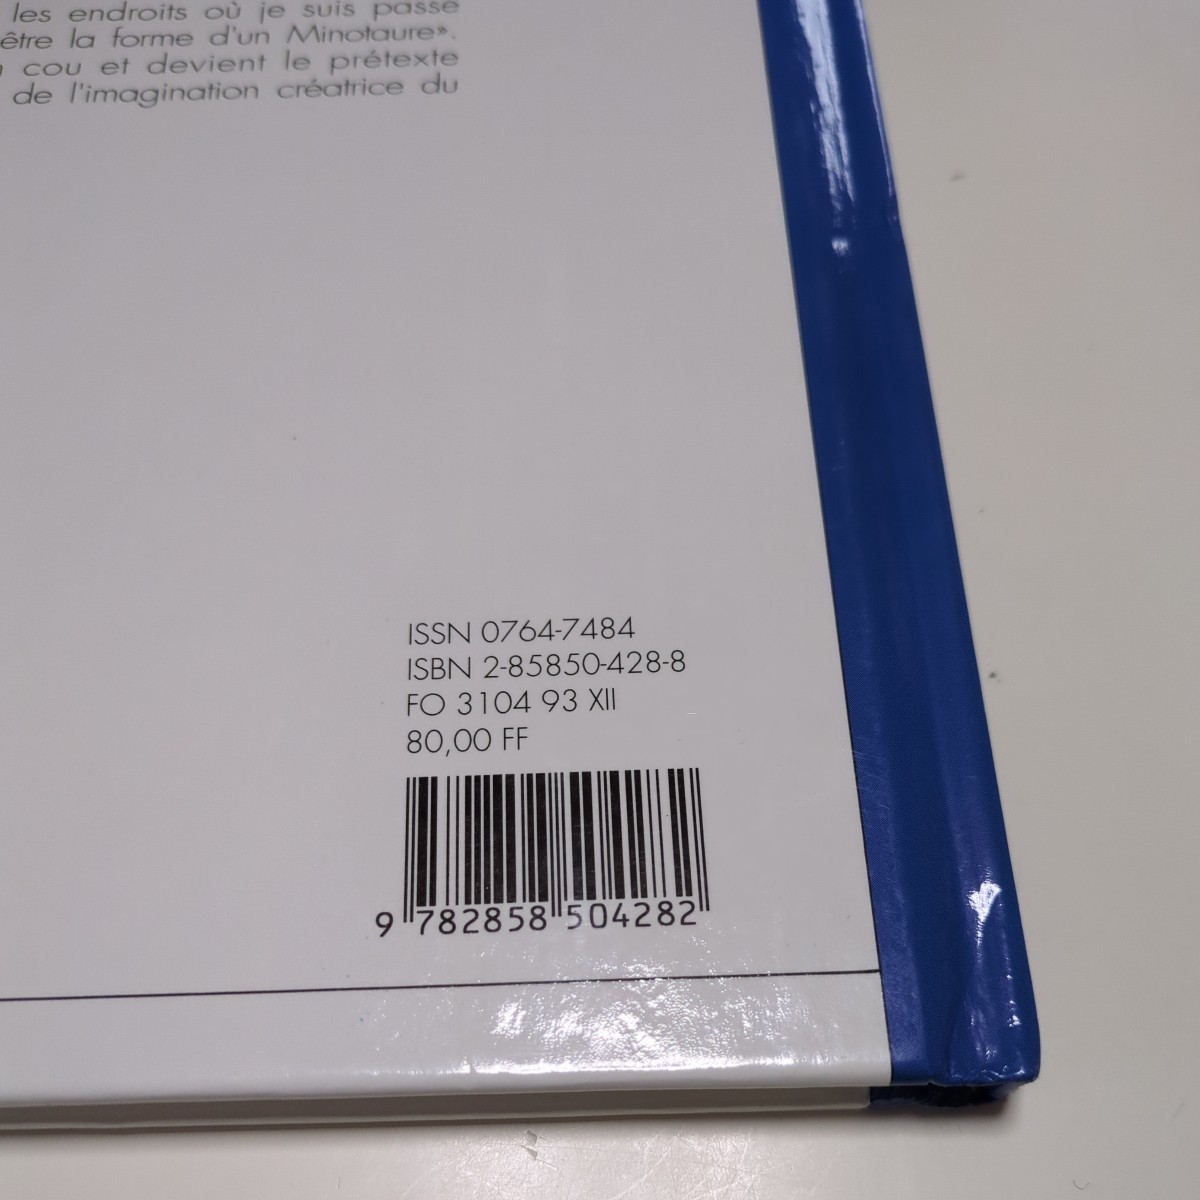 les endroits où je suis passé
être la forme d'un Minotaure».
cou et devient le prétexte
de l'imagination créatrice du
ISSN 0764-7484
ISBN 2-85850-428-8
FO 3104 93 XII
80,00 FF
9 782858 504282